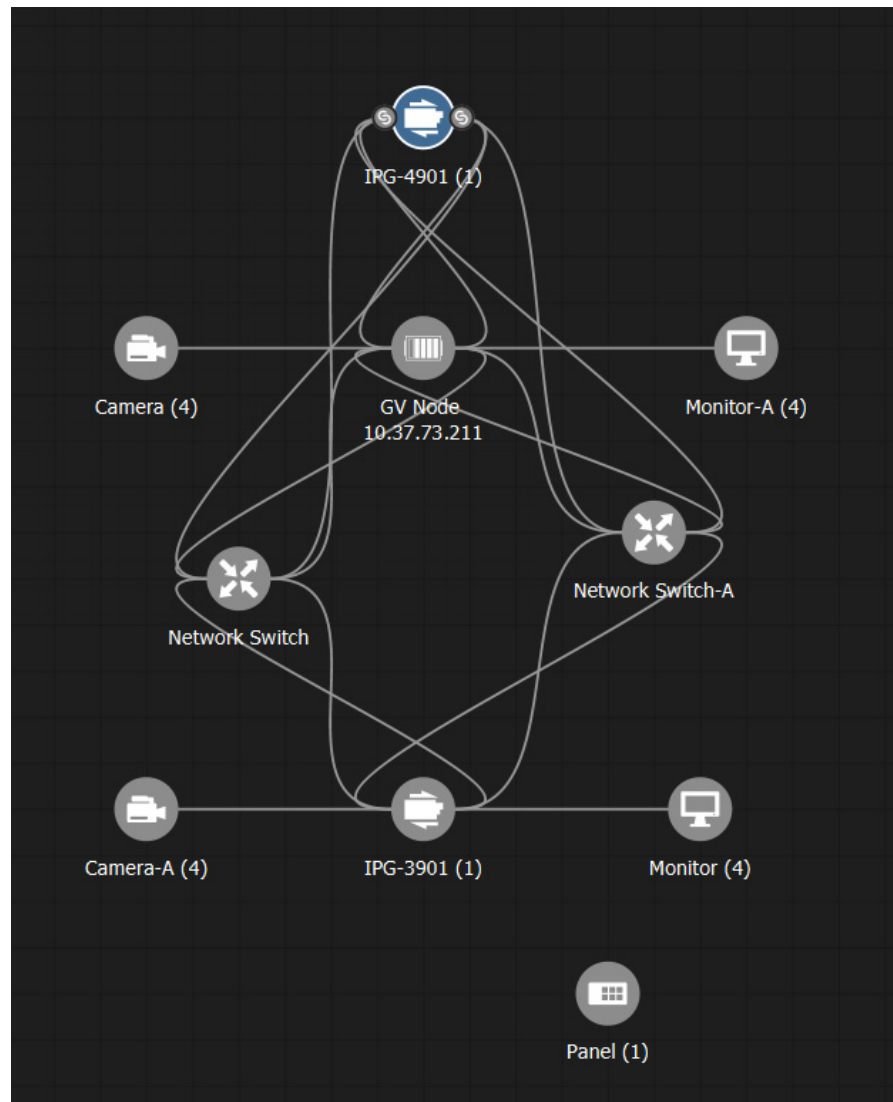 IPG-4901 (1)
Camera (4)
GV Node
10.37.73.211
Monitor-A (4)
Network Switch-A
Network Switch
Camera-A (4)
IPG-3901 (1)
Monitor (4)
Panel (1)